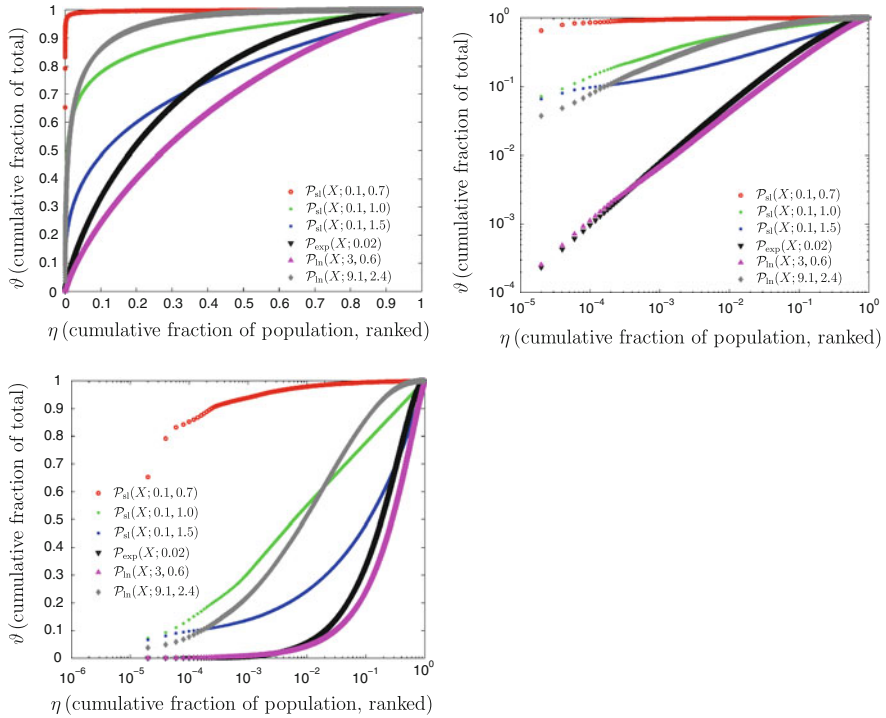 1
0.9
0.8
0.7
0.6
0.5
0.4
0.3
0.2
0.1
0
ϑ (cumulative fraction of total)
𝒫sl(X; 0.1, 0.7)
𝒫sl(X; 0.1, 1.0)
𝒫sl(X; 0.1, 1.5)
𝒫exp(X; 0.02)
𝒫ln(X; 3, 0.6)
𝒫ln(X; 9.1, 2.4)
0 0.1 0.2 0.3 0.4 0.5 0.6 0.7 0.8 0.9 1
η (cumulative fraction of population, ranked)
10⁰
10⁻¹
10⁻²
10⁻³
10⁻⁴
ϑ (cumulative fraction of total)
𝒫sl(X; 0.1, 0.7)
𝒫sl(X; 0.1, 1.0)
𝒫sl(X; 0.1, 1.5)
𝒫exp(X; 0.02)
𝒫ln(X; 3, 0.6)
𝒫ln(X; 9.1, 2.4)
10⁻⁵ 10⁻⁴ 10⁻³ 10⁻² 10⁻¹ 10⁰
η (cumulative fraction of population, ranked)
1
0.9
0.8
0.7
0.6
0.5
0.4
0.3
0.2
0.1
0
ϑ (cumulative fraction of total)
𝒫sl(X; 0.1, 0.7)
𝒫sl(X; 0.1, 1.0)
𝒫sl(X; 0.1, 1.5)
𝒫exp(X; 0.02)
𝒫ln(X; 3, 0.6)
𝒫ln(X; 9.1, 2.4)
10⁻⁶ 10⁻⁵ 10⁻⁴ 10⁻³ 10⁻² 10⁻¹ 10⁰
η (cumulative fraction of population, ranked)